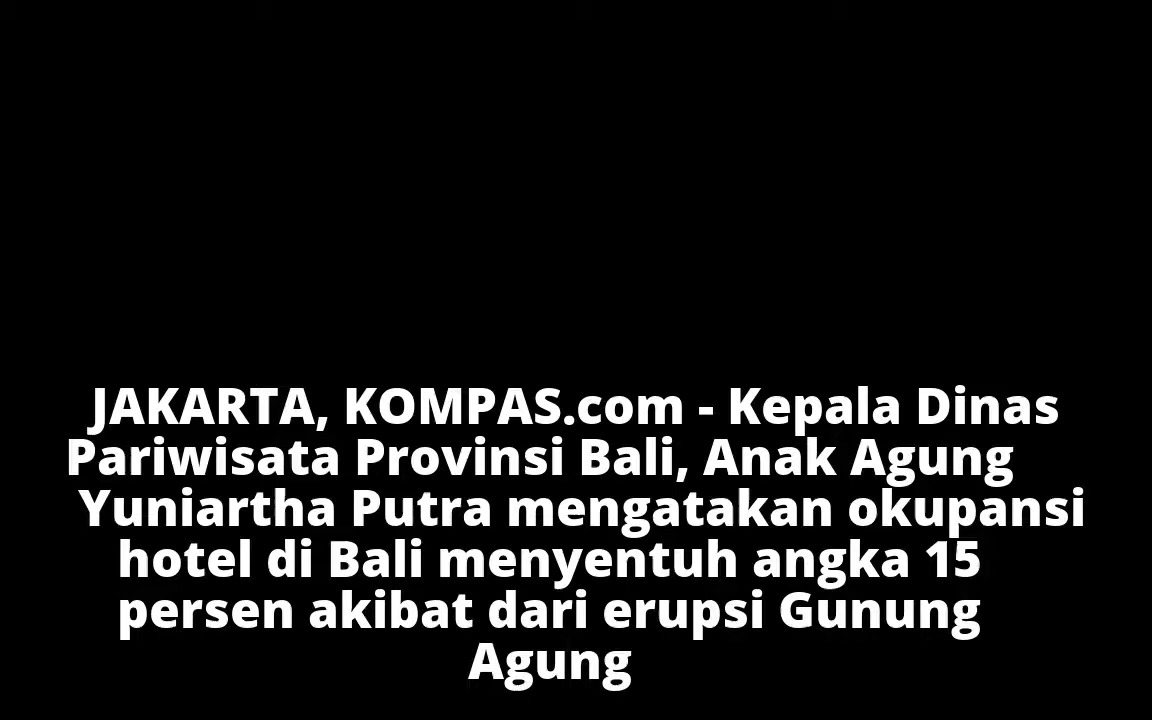 JAKARTA, KOMPAS.com - Kepala Dinas
Pariwisata Provinsi Bali, Anak Agung
Yuniartha Putra mengatakan okupansi
hotel di Bali menyentuh angka 15
persen akibat dari erupsi Gunung
Agung